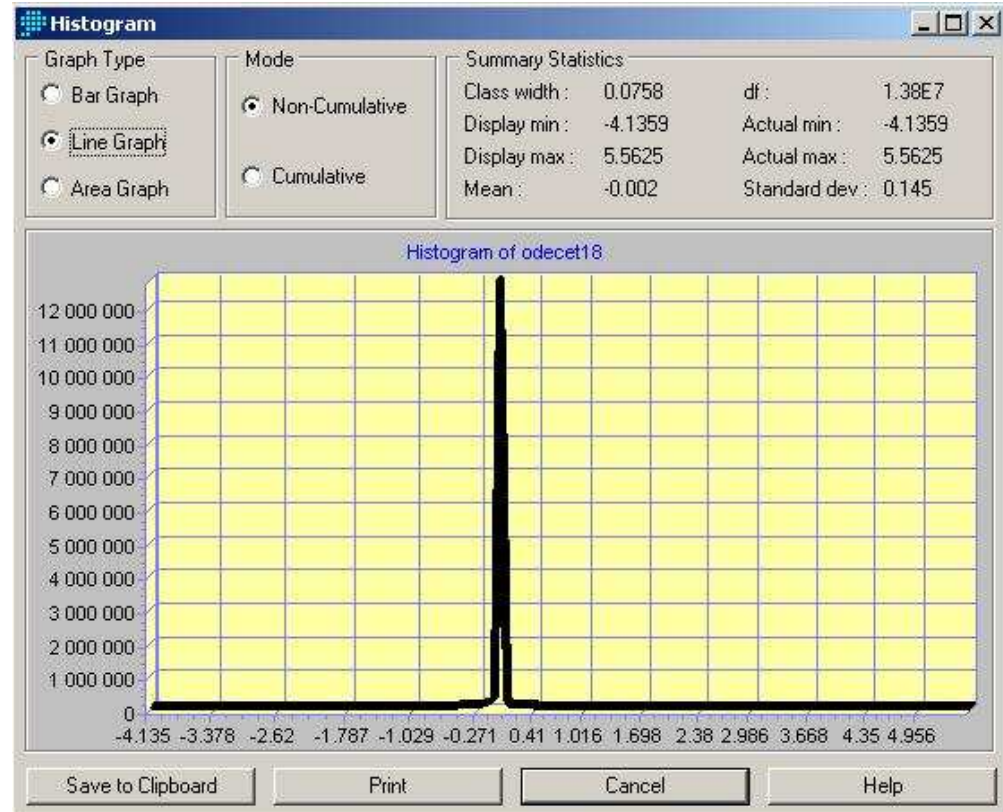 Histogram
Graph Type
Bar Graph
Line Graph
Area Graph
Mode
Non-Cumulative
Cumulative
Summary Statistics
Class width : 0.0758 df : 1.38E7
Display min : -4.1359 Actual min : -4.1359
Display max : 5.5625 Actual max : 5.5625
Mean : -0.002 Standard dev : 0.145
Histogram of odecet18
12 000 000
11 000 000
10 000 000
9 000 000
8 000 000
7 000 000
6 000 000
5 000 000
4 000 000
3 000 000
2 000 000
1 000 000
0
-4.135 -3.378 -2.62 -1.787 -1.029 -0.271 0.41 1.016 1.698 2.38 2.986 3.668 4.35 4.956
Save to Clipboard Print Cancel Help